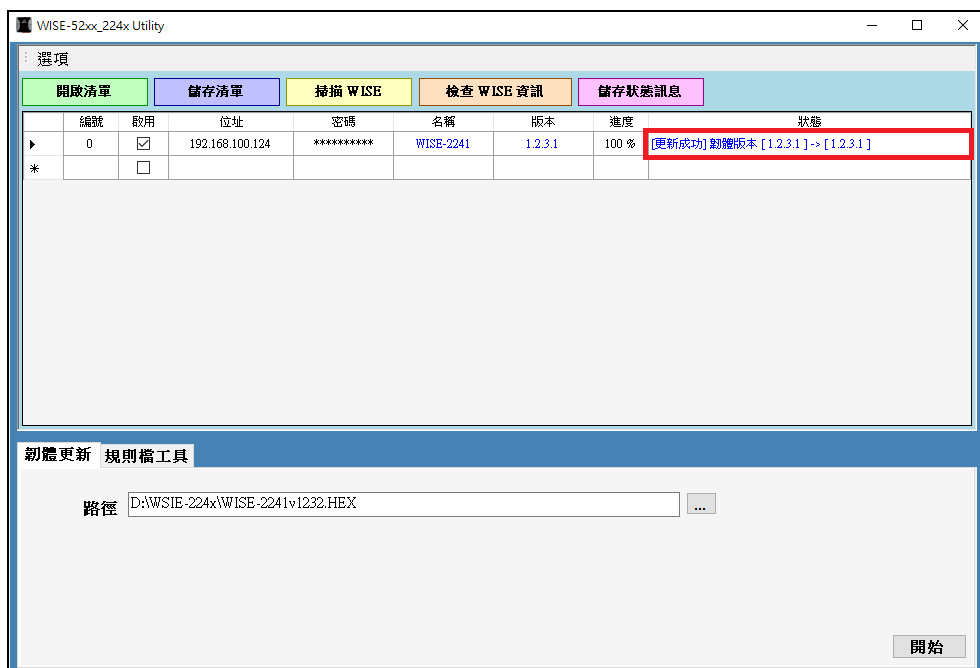 WISE-52xx_224x Utility
選項
開啟清單 儲存清單 掃描 WISE 檢查 WISE 資訊 儲存狀態訊息
編號 啟用 位址 密碼 名稱 版本 進度 狀態
0 192.168.100.124 ********** WISE-2241 1.2.3.1 100 % [更新成功] 韌體版本 [ 1.2.3.1 ] -> [ 1.2.3.1 ]
韌體更新 規則檔工具
路徑 D:\WSIE-224x\WISE-2241v1232.HEX ...
開始